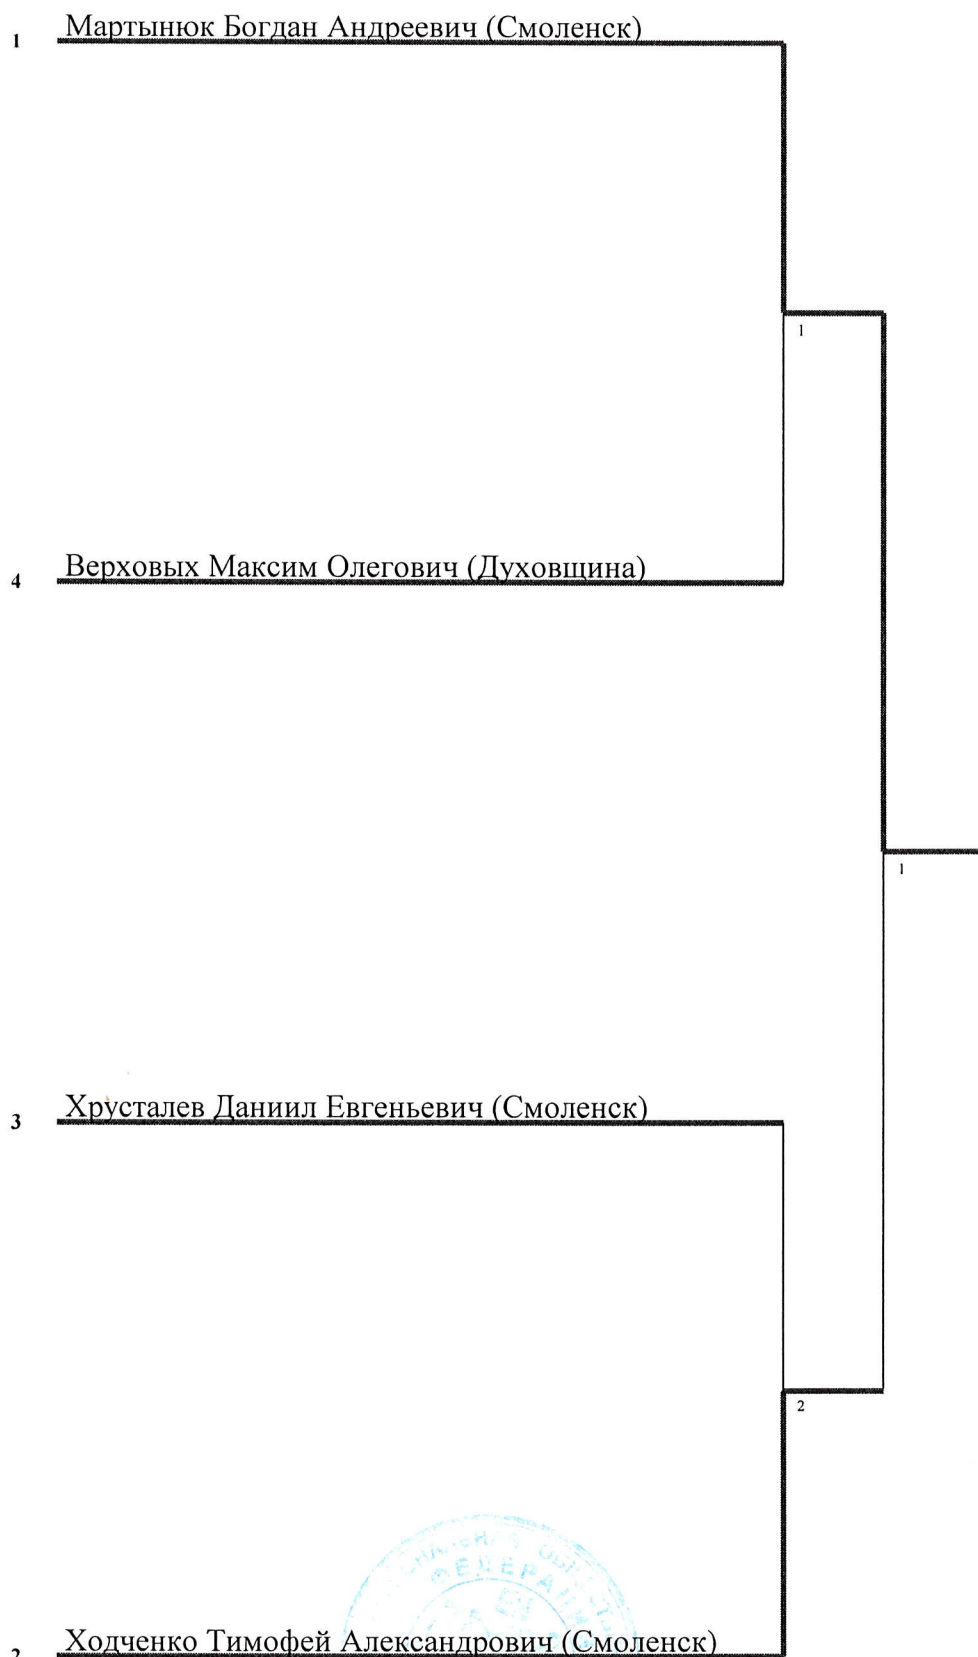 1 Мартынюк Богдан Андреевич (Смоленск)
1
4 Верховых Максим Олегович (Духовщина)
1
3 Хрусталев Даниил Евгеньевич (Смоленск)
2
ФЕДЕРАЦИЯ
2 Ходченко Тимофей Александрович (Смоленск)